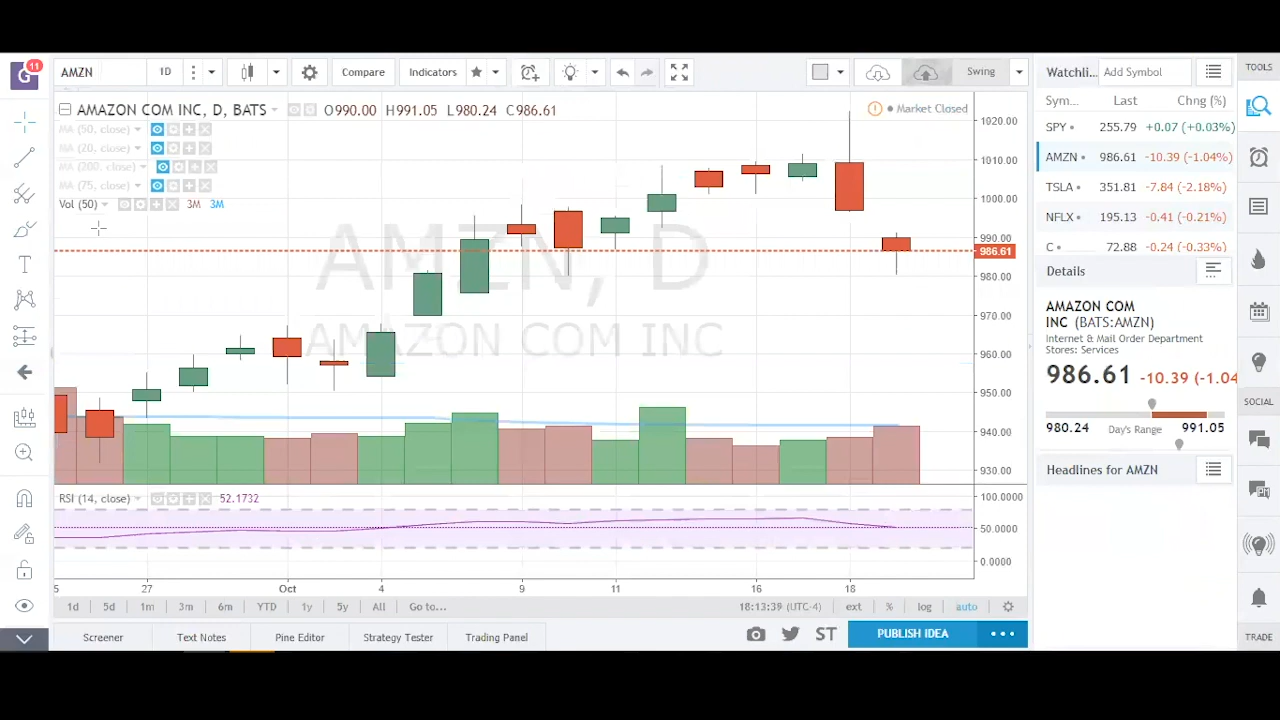 G 11
AMZN 1D Compare Indicators Swing
AMAZON COM INC, D, BATS O990.00 H991.05 L980.24 C986.61
Market Closed
MA (50, close)
MA (20, close)
MA (200, close)
MA (75, close)
Vol (50) 3M 3M
AMZN, D
AMAZON COM INC
1020.00
1010.00
1000.00
990.00
986.61
980.00
970.00
960.00
950.00
940.00
930.00
RSI (14, close) 52.1732
100.0000
50.0000
0.0000
5 27 Oct 4 9 11 16 18
1d 5d 1m 3m 6m YTD 1y 5y All Go to... 18:13:39 (UTC-4) ext % log auto
Screener Text Notes Pine Editor Strategy Tester Trading Panel ST PUBLISH IDEA
Watchli... Add Symbol
Sym... Last Chng (%)
SPY 255.79 +0.07 (+0.03%)
AMZN 986.61 -10.39 (-1.04%)
TSLA 351.81 -7.84 (-2.18%)
NFLX 195.13 -0.41 (-0.21%)
C 72.88 -0.24 (-0.33%)
Details
AMAZON COM
INC (BATS:AMZN)
Internet & Mail Order Department
Stores: Services
986.61 -10.39 (-1.04
980.24 Day's Range 991.05
Headlines for AMZN
TOOLS
SOCIAL
TRADE